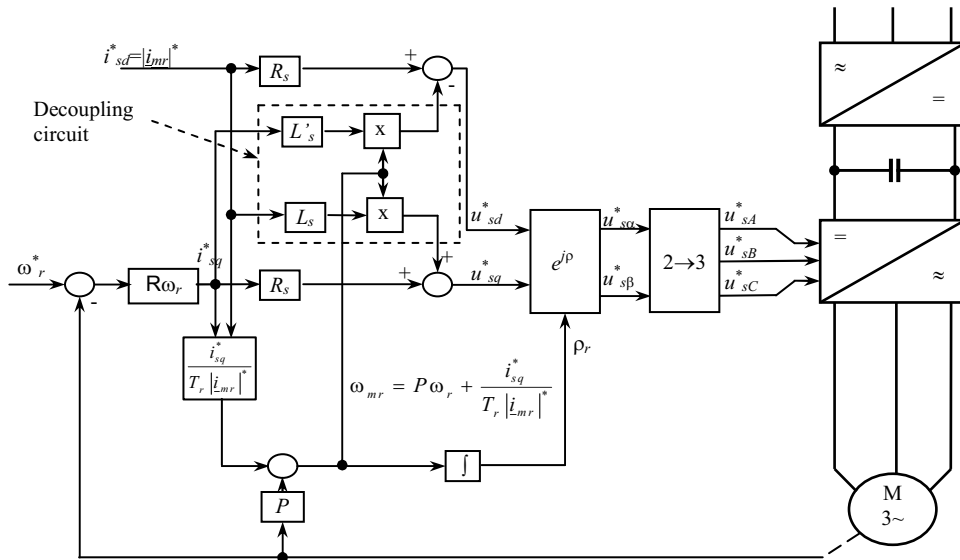 i*sd=|imr|*
Rs
+
-
≈
=
Decoupling
circuit
L's
x
Ls
x
i*sq
ω*r
-
Rωr
Rs
+
+
u*sd
u*sq
e^jρ
u*sα
u*sβ
2→3
u*sA
u*sB
u*sC
=
≈
i*sq
Tr |imr|*
ρr
ωmr = Pωr + i*sq / Tr |imr|*
∫
P
M
3~